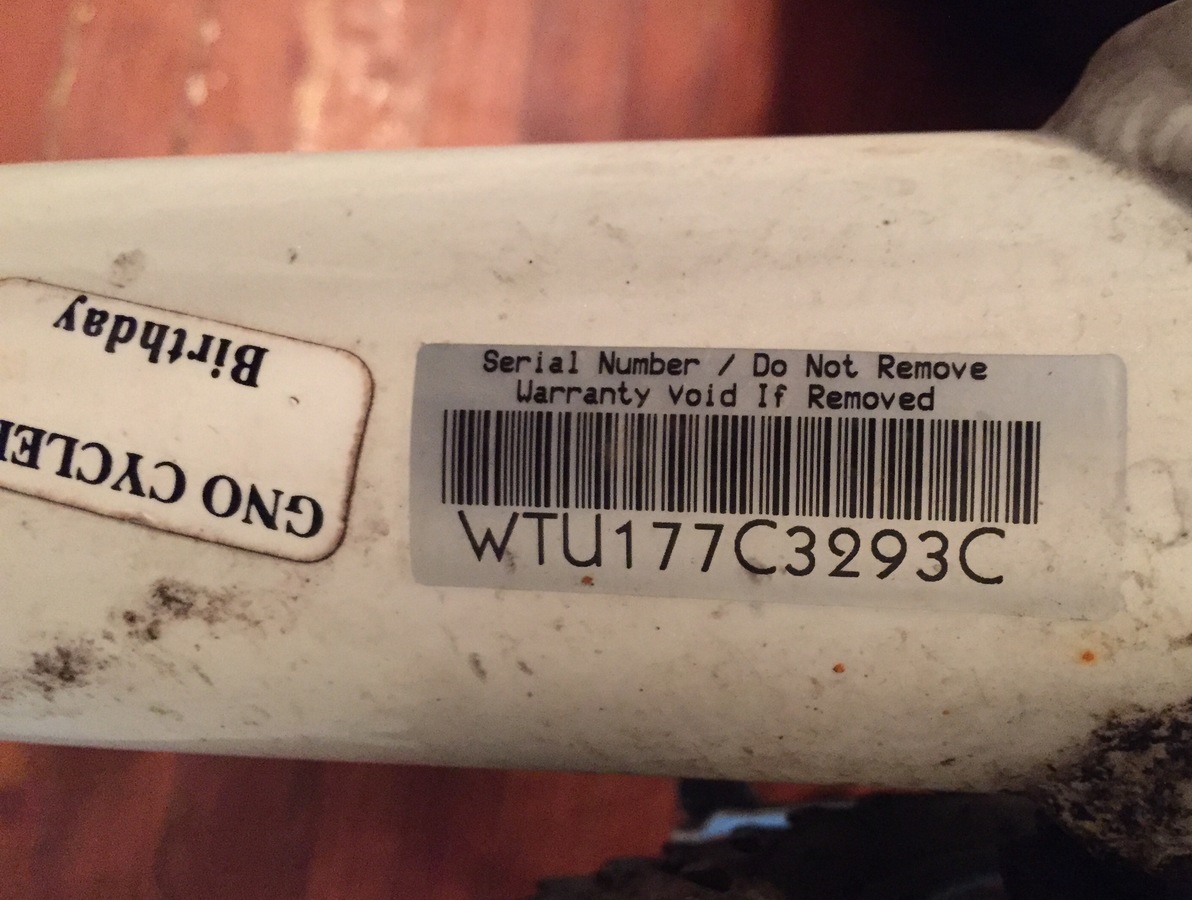 Serial Number / Do Not Remove
Warranty Void If Removed
WTU177C3293C
GNO CYCLE
Birthday